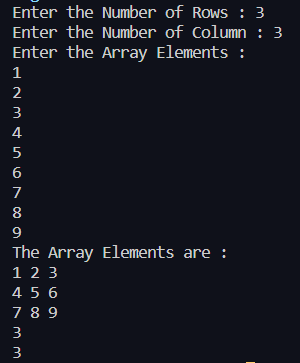 Enter the Number of Rows : 3
Enter the Number of Column : 3
Enter the Array Elements :
1
2
3
4
5
6
7
8
9
The Array Elements are :
1 2 3
4 5 6
7 8 9
3
3